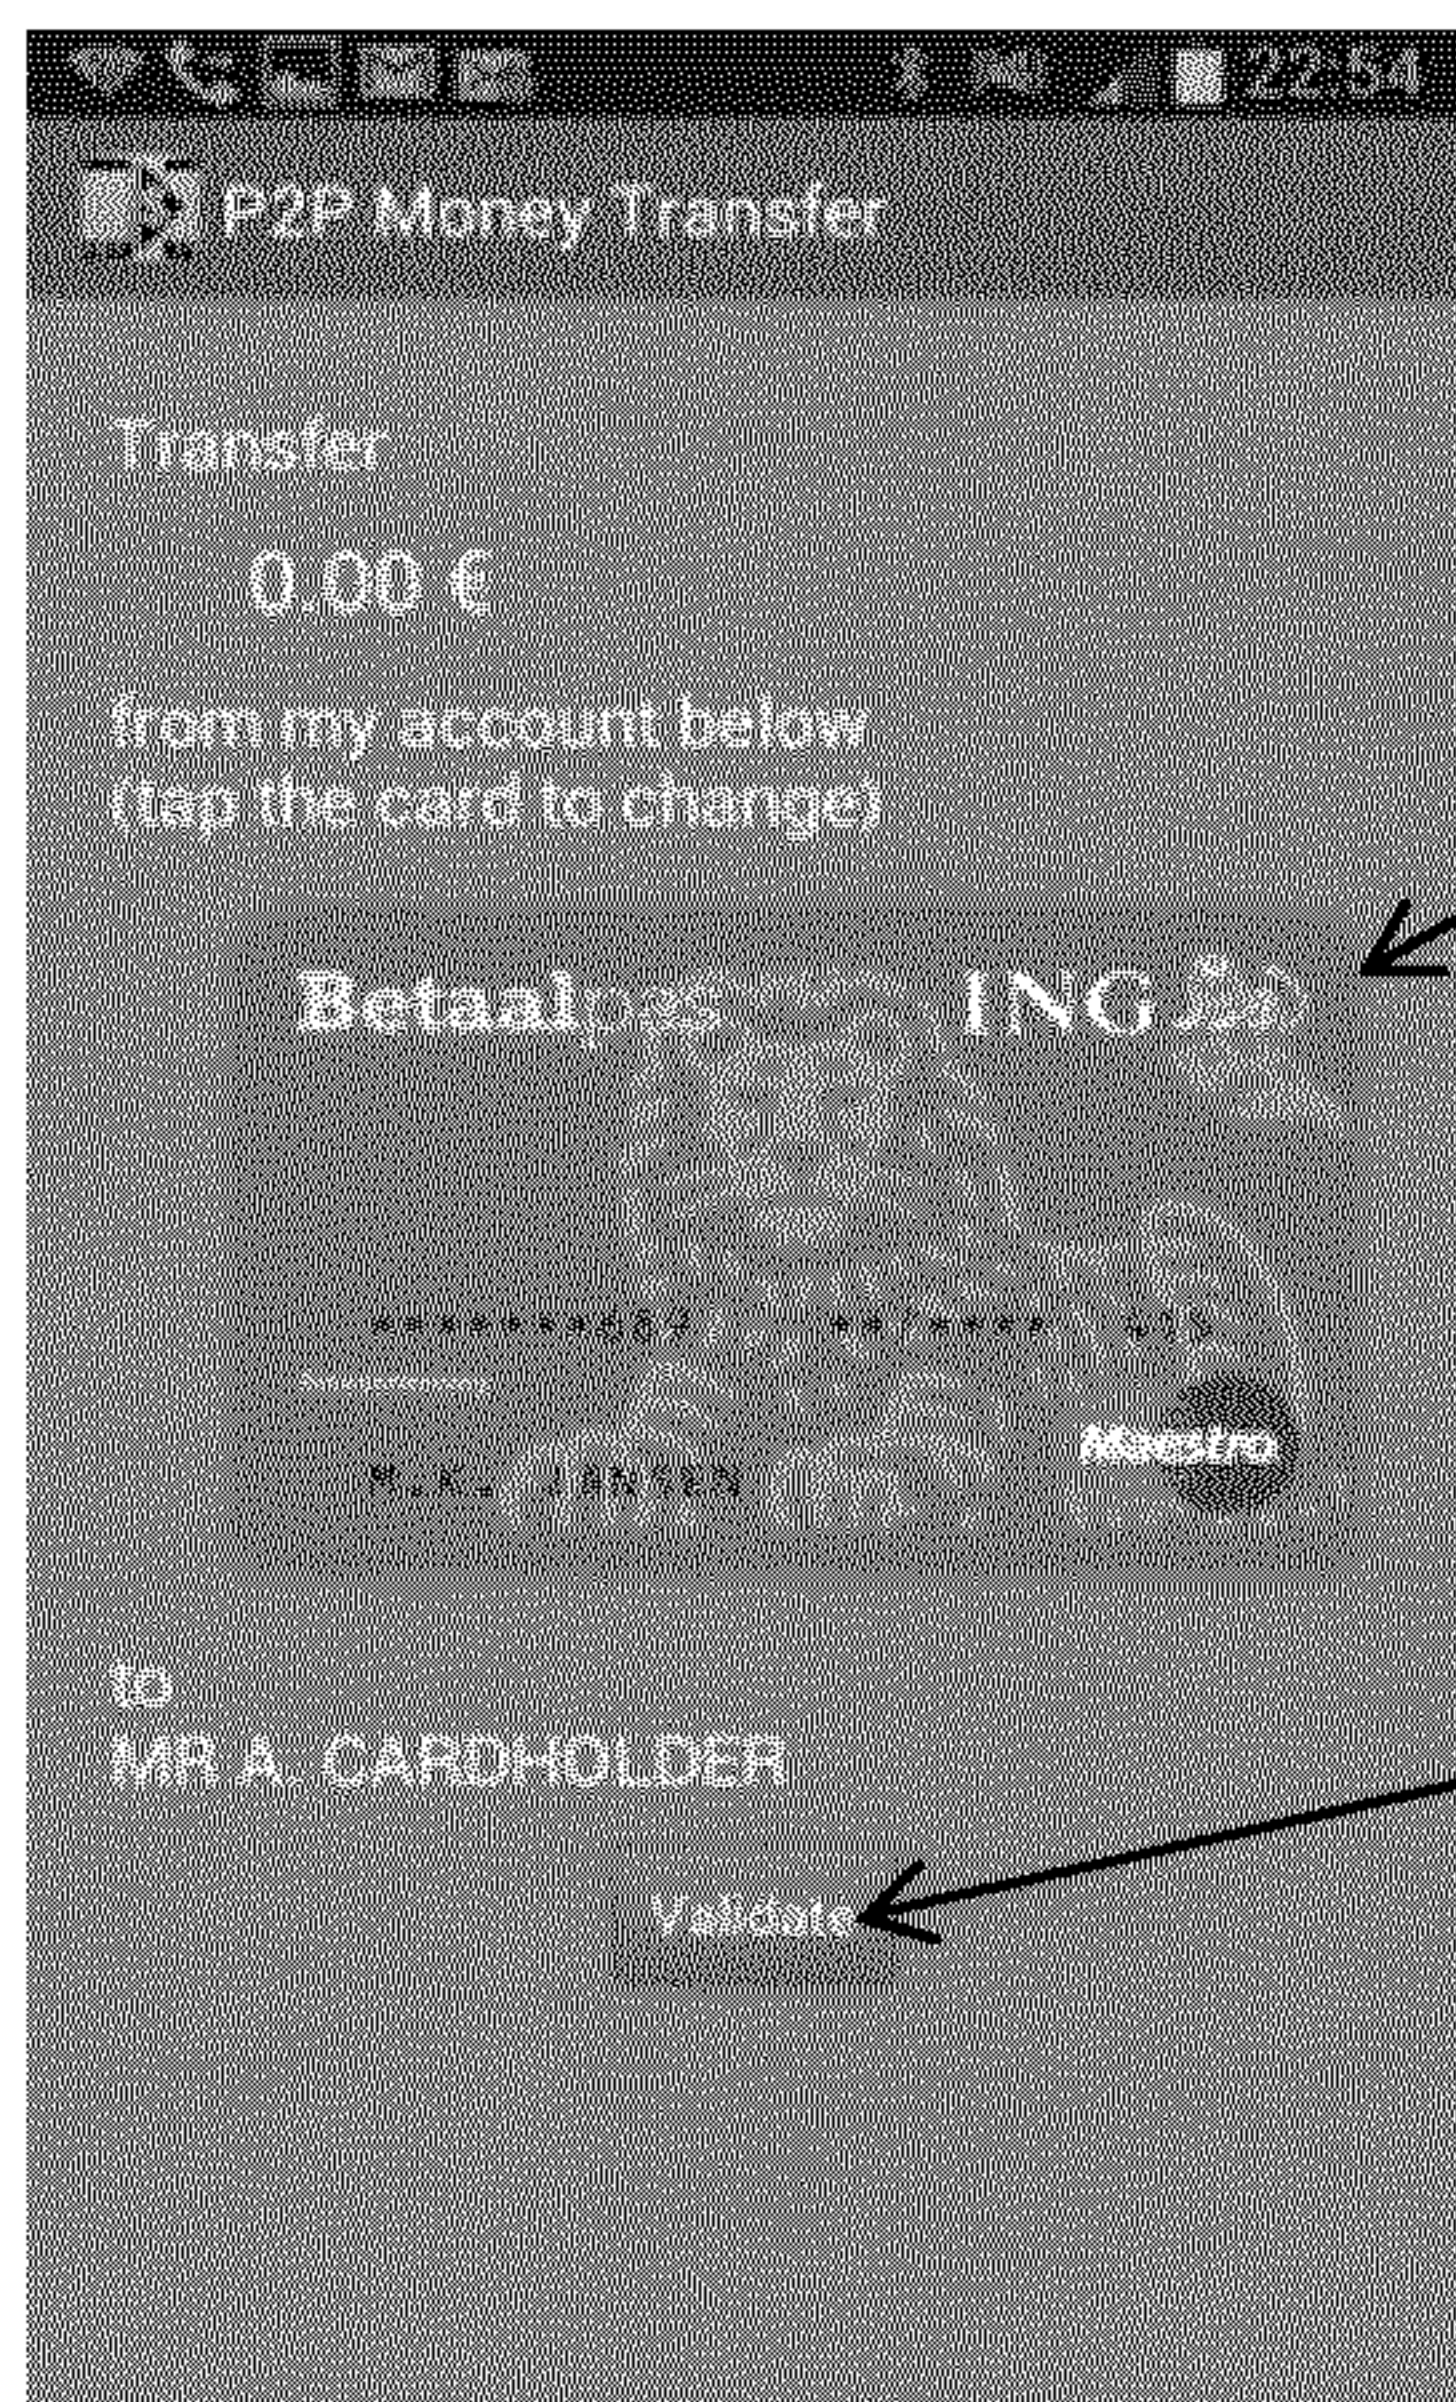 22:54
P2P Money Transfer
Transfer
0.00 €
from my account below
(tap the card to change)
Betaalpas ING
Maestro
to
MR A. CARDHOLDER
Validate